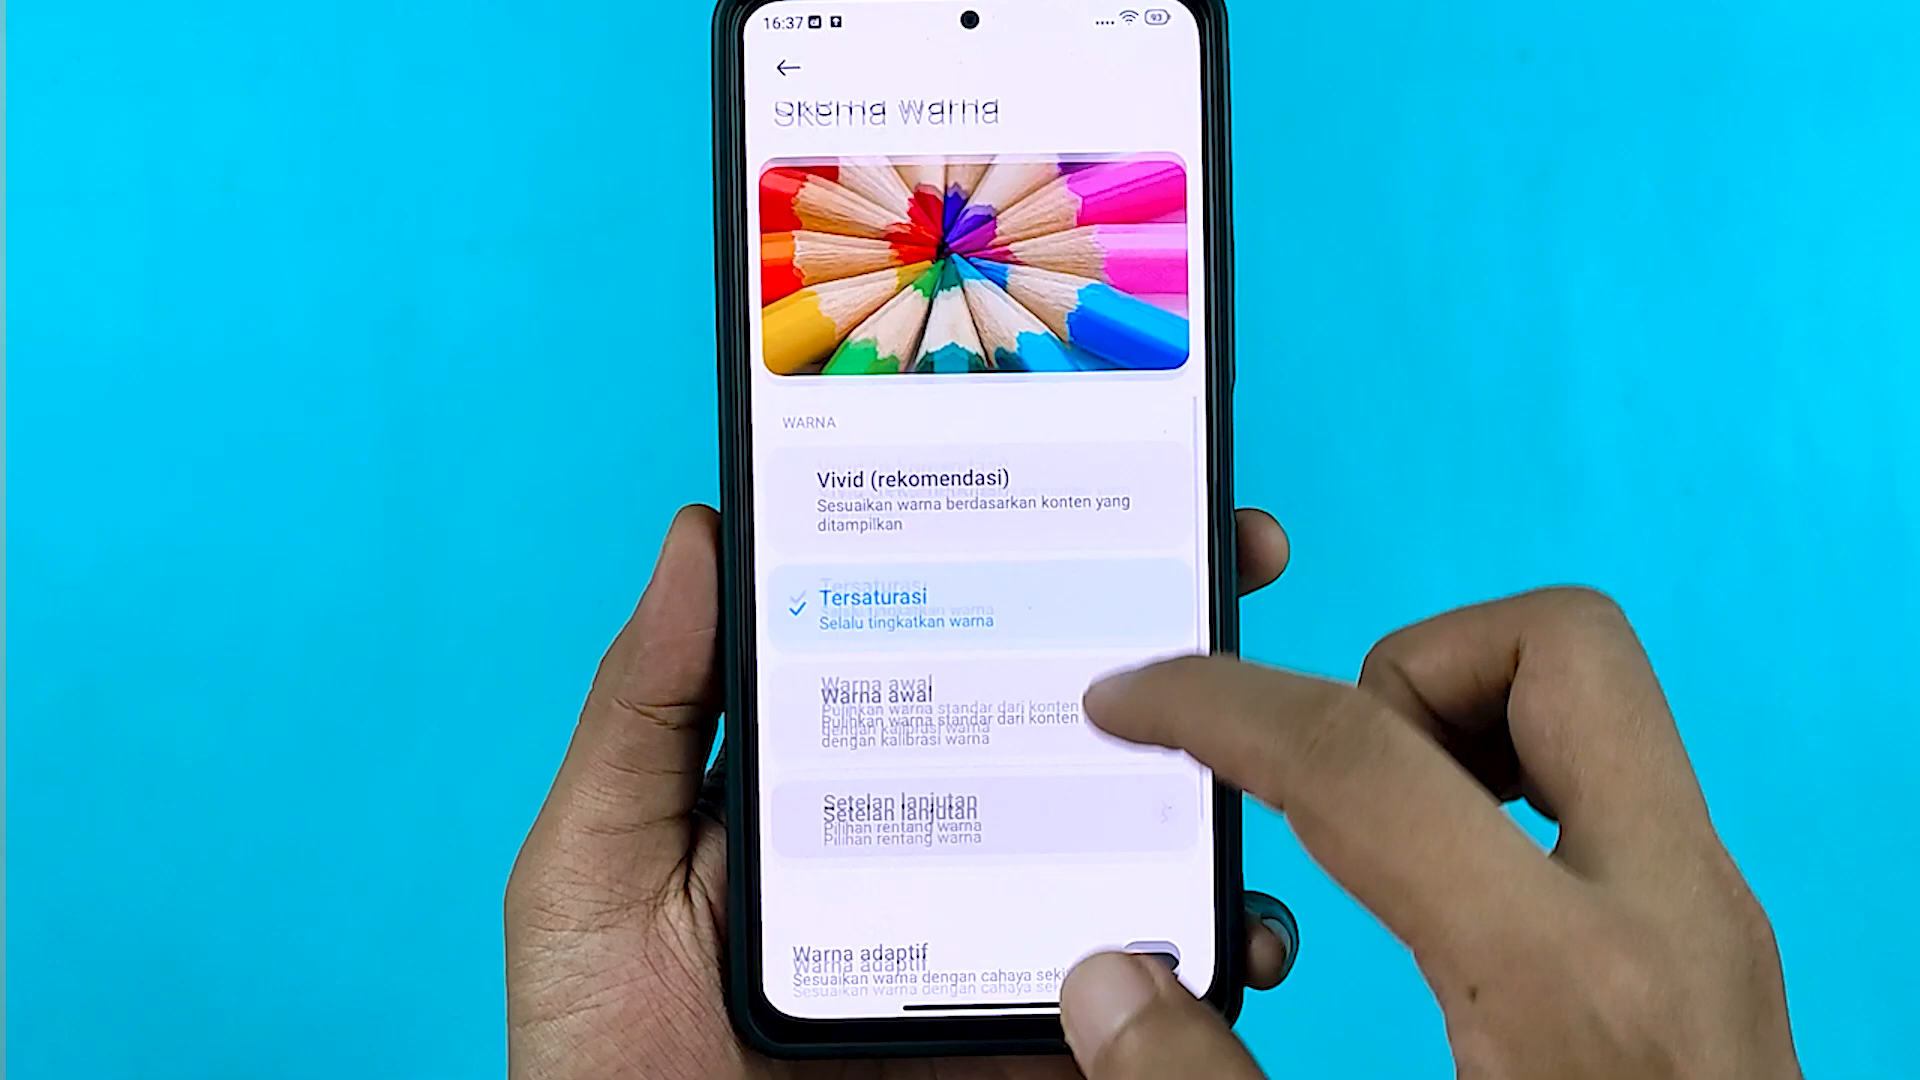 16:37
93
Skema warna
WARNA
Vivid (rekomendasi)
Sesuaikan warna berdasarkan konten yang
ditampilkan
Tersaturasi
Selalu tingkatkan warna
Warna awal
Pulihkan warna standar dari konten
dengan kalibrasi warna
Setelan lanjutan
Pilihan rentang warna
Warna adaptif
Sesuaikan warna dengan cahaya